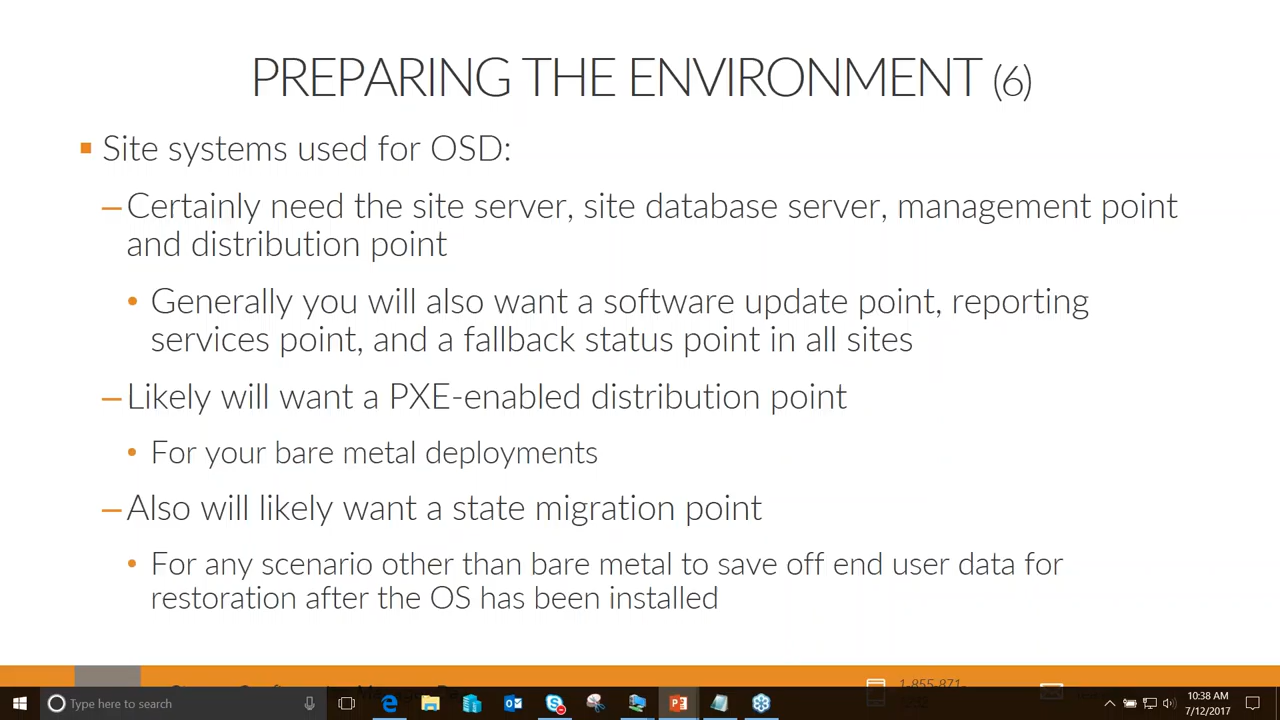 PREPARING THE ENVIRONMENT (6)
▪ Site systems used for OSD:
– Certainly need the site server, site database server, management point
and distribution point
• Generally you will also want a software update point, reporting
services point, and a fallback status point in all sites
– Likely will want a PXE-enabled distribution point
• For your bare metal deployments
– Also will likely want a state migration point
• For any scenario other than bare metal to save off end user data for
restoration after the OS has been installed
1-855-871-
Type here to search
10:38 AM
7/12/2017